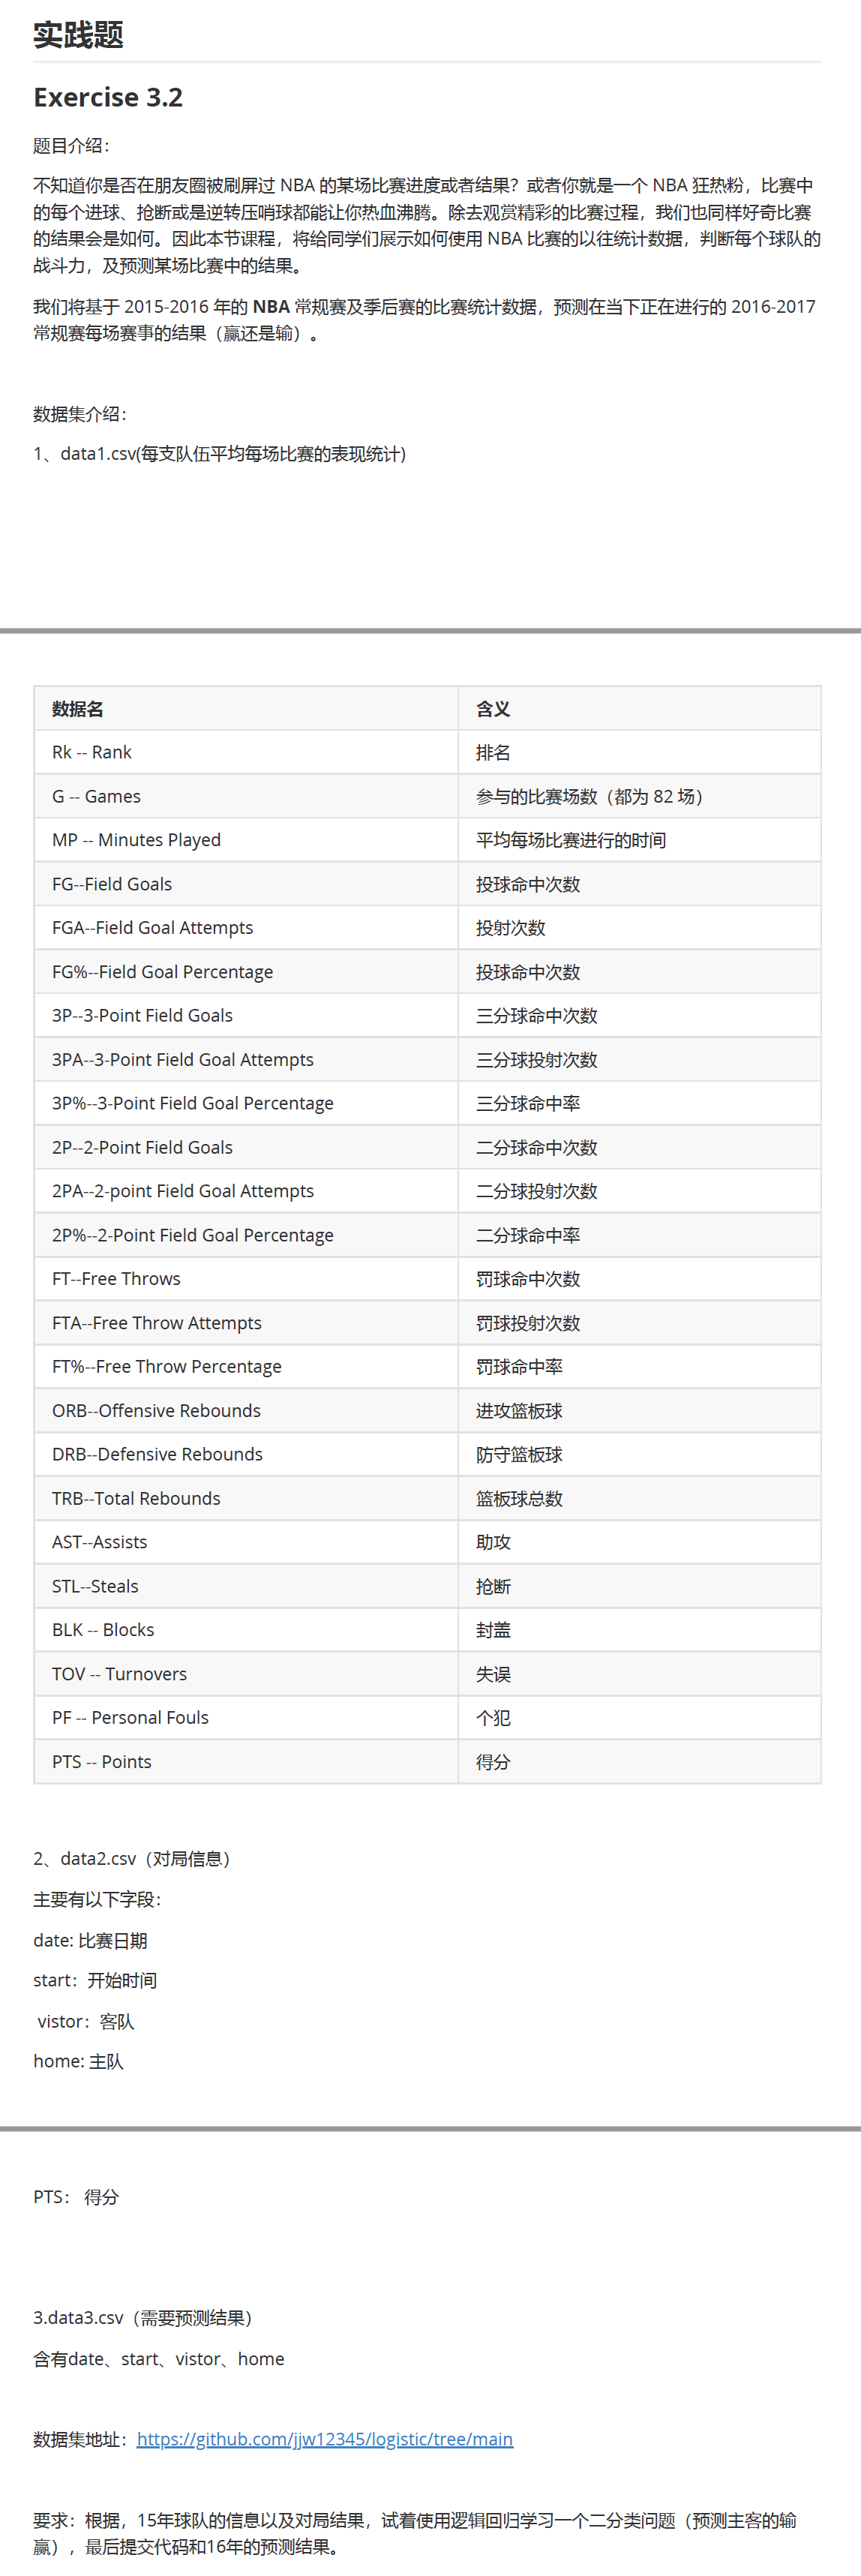 实践题
Exercise 3.2
题目介绍：
不知道你是否在朋友圈被刷屏过 NBA 的某场比赛进度或者结果？或者你就是一个 NBA 狂热粉，比赛中
的每个进球、抢断或是逆转压哨球都能让你热血沸腾。除去观赏精彩的比赛过程，我们也同样好奇比赛
的结果会是如何。因此本节课程，将给同学们展示如何使用 NBA 比赛的以往统计数据，判断每个球队的
战斗力，及预测某场比赛中的结果。
我们将基于 2015-2016 年的 NBA 常规赛及季后赛的比赛统计数据，预测在当下正在进行的 2016-2017
常规赛每场赛事的结果（赢还是输）。
数据集介绍：
1、data1.csv(每支队伍平均每场比赛的表现统计)
数据名 含义
Rk -- Rank 排名
G -- Games 参与的比赛场数（都为 82 场）
MP -- Minutes Played 平均每场比赛进行的时间
FG--Field Goals 投球命中次数
FGA--Field Goal Attempts 投射次数
FG%--Field Goal Percentage 投球命中次数
3P--3-Point Field Goals 三分球命中次数
3PA--3-Point Field Goal Attempts 三分球投射次数
3P%--3-Point Field Goal Percentage 三分球命中率
2P--2-Point Field Goals 二分球命中次数
2PA--2-point Field Goal Attempts 二分球投射次数
2P%--2-Point Field Goal Percentage 二分球命中率
FT--Free Throws 罚球命中次数
FTA--Free Throw Attempts 罚球投射次数
FT%--Free Throw Percentage 罚球命中率
ORB--Offensive Rebounds 进攻篮板球
DRB--Defensive Rebounds 防守篮板球
TRB--Total Rebounds 篮板球总数
AST--Assists 助攻
STL--Steals 抢断
BLK -- Blocks 封盖
TOV -- Turnovers 失误
PF -- Personal Fouls 个犯
PTS -- Points 得分
2、data2.csv（对局信息）
主要有以下字段：
date: 比赛日期
start：开始时间
vistor：客队
home: 主队
PTS： 得分
3.data3.csv（需要预测结果）
含有date、start、vistor、home
数据集地址：https://github.com/jjw12345/logistic/tree/main
要求：根据，15年球队的信息以及对局结果，试着使用逻辑回归学习一个二分类问题（预测主客的输
赢），最后提交代码和16年的预测结果。